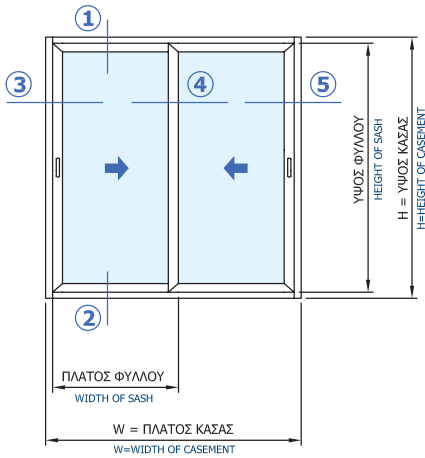 1
3
4
5
ΥΨΟΣ ΦΥΛΛΟΥ
HEIGHT OF SASH
H = ΥΨΟΣ ΚΑΣΑΣ
H=HEIGHT OF CASEMENT
2
ΠΛΑΤΟΣ ΦΥΛΛΟΥ
WIDTH OF SASH
W = ΠΛΑΤΟΣ ΚΑΣΑΣ
W=WIDTH OF CASEMENT